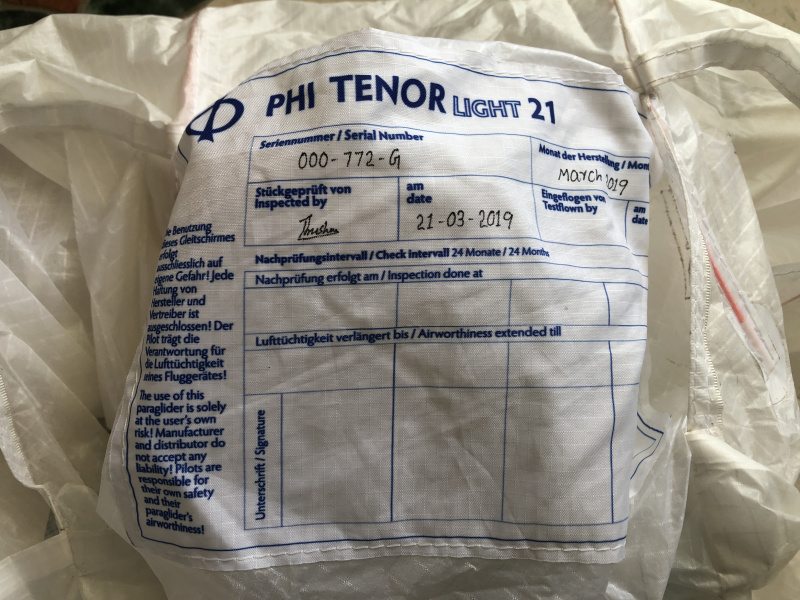 PHI TENOR LIGHT 21
Seriennummer / Serial Number
000-772-G
Monat der Herstellung / Mon
March 2019
Stückgeprüft von
Inspected by
am
date
21-03-2019
Eingeflogen von
Testflown by
am
date
Nachprüfungsintervall / Check intervall 24 Monate / 24 Months
Nachprüfung erfolgt am / Inspection done at
Lufttüchtigkeit verlängert bis / Airworthiness extended till
Unterschrift / Signature
ie Benutzung
ieses Gleitschirmes
erfolgt
ausschliesslich auf
eigene Gefahr! Jede
Haftung von
Hersteller und
Vertreiber ist
ausgeschlossen! Der
Pilot trägt die
Verantwortung für
die Lufttüchtigkeit
seines Fluggerätes!
The use of this
paraglider is solely
at the user's own
risk! Manufacturer
and distributor do
not accept any
liability! Pilots are
responsible for
their own safety
and their
paraglider's
airworthiness!